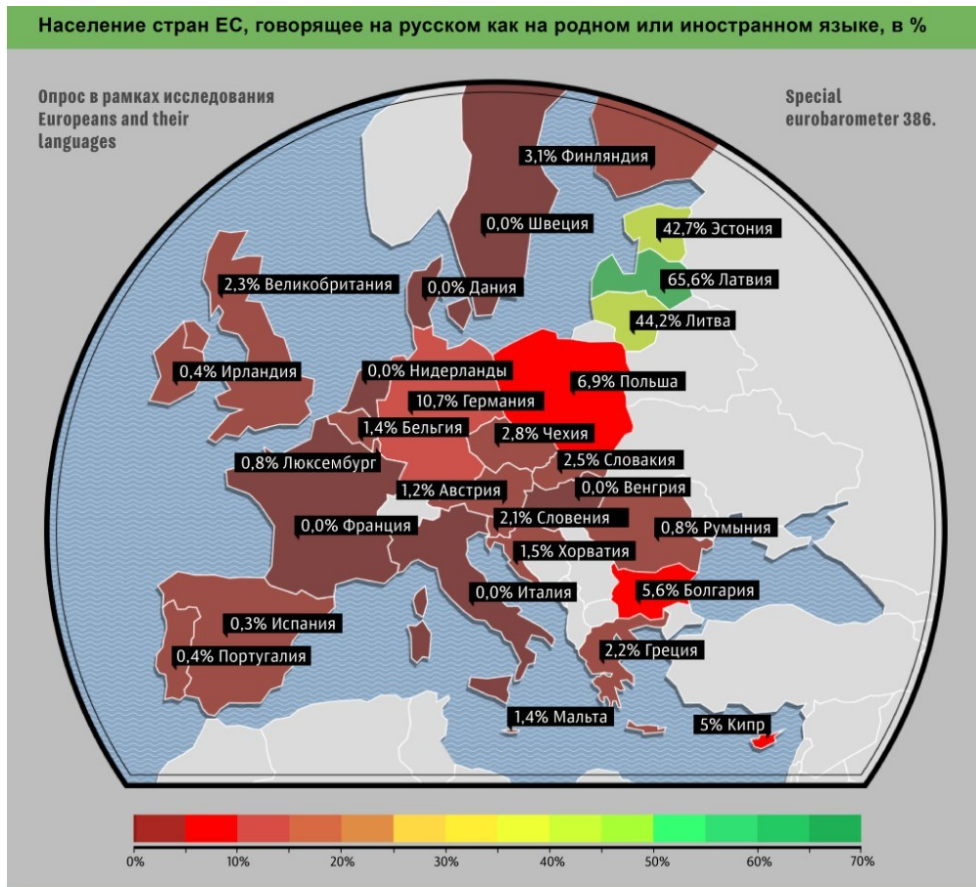 Население стран ЕС, говорящее на русском как на родном или иностранном языке, в %
Опрос в рамках исследования
Europeans and their
languages
Special
eurobarometer 386.
3,1% Финляндия
0,0% Швеция
42,7% Эстония
2,3% Великобритания
0,0% Дания
65,6% Латвия
44,2% Литва
0,4% Ирландия
0,0% Нидерланды
6,9% Польша
10,7% Германия
1,4% Бельгия
2,8% Чехия
0,8% Люксембург
2,5% Словакия
1,2% Австрия
0,0% Венгрия
2,1% Словения
0,0% Франция
0,8% Румыния
1,5% Хорватия
0,0% Италия
5,6% Болгария
0,3% Испания
0,4% Португалия
2,2% Греция
1,4% Мальта
5% Кипр
0% 10% 20% 30% 40% 50% 60% 70%